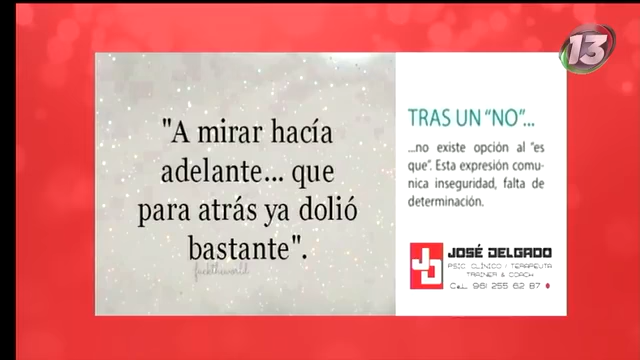 13
"A mirar hacía
adelante... que
para atrás ya dolió
bastante".
fucktheworld
TRAS UN "NO"...
...no existe opción al "es
que". Esta expresión comu-
nica inseguridad, falta de
determinación.
JOSÉ DELGADO
PSIC. CLÍNICO / TERAPEUTA
TRAINER & COACH
CEL. 961 255 62 87